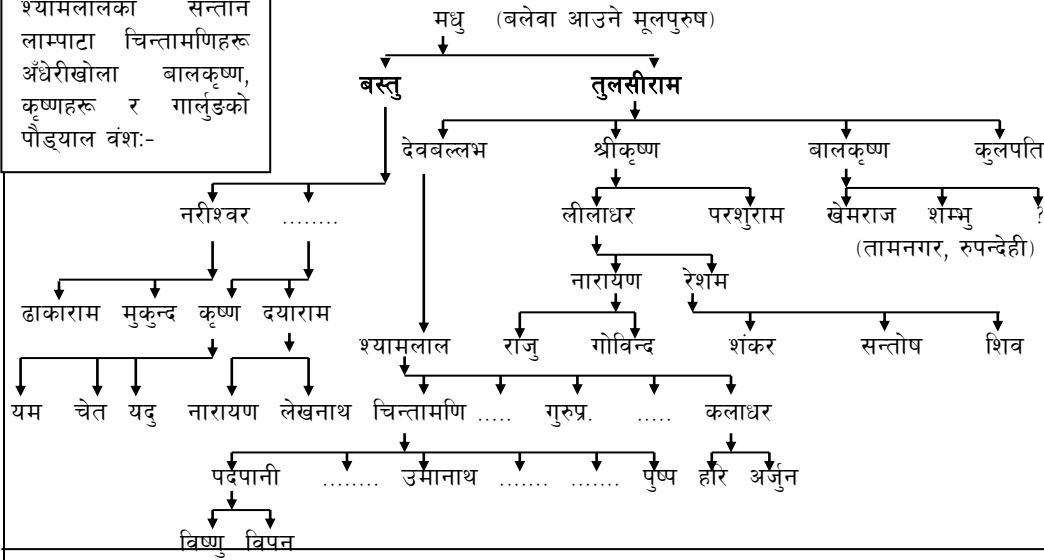 श्यामलालका सन्तान
लाम्पाटा चिन्तामणिहरू
अँधेरीखोला बालकृष्ण,
कृष्णहरू र गार्लुङको
पौड्याल वंश:-
मधु (बलेवा आउने मूलपुरुष)
बस्तु तुलसीराम
देवबल्लभ श्रीकृष्ण बालकृष्ण कुलपति
नरीश्वर ........ लीलाधर परशुराम खेमराज शम्भु ?
(तामनगर, रुपन्देही)
नारायण रेशम
ढाकाराम मुकुन्द कृष्ण दयाराम
श्यामलाल राजु गोविन्द शंकर सन्तोष शिव
यम चेत यदु नारायण लेखनाथ चिन्तामणि ..... गुरुप्र. ..... कलाधर
पदपानी ........ उमानाथ ....... ....... पुष्प हरि अर्जुन
विष्णु विपन